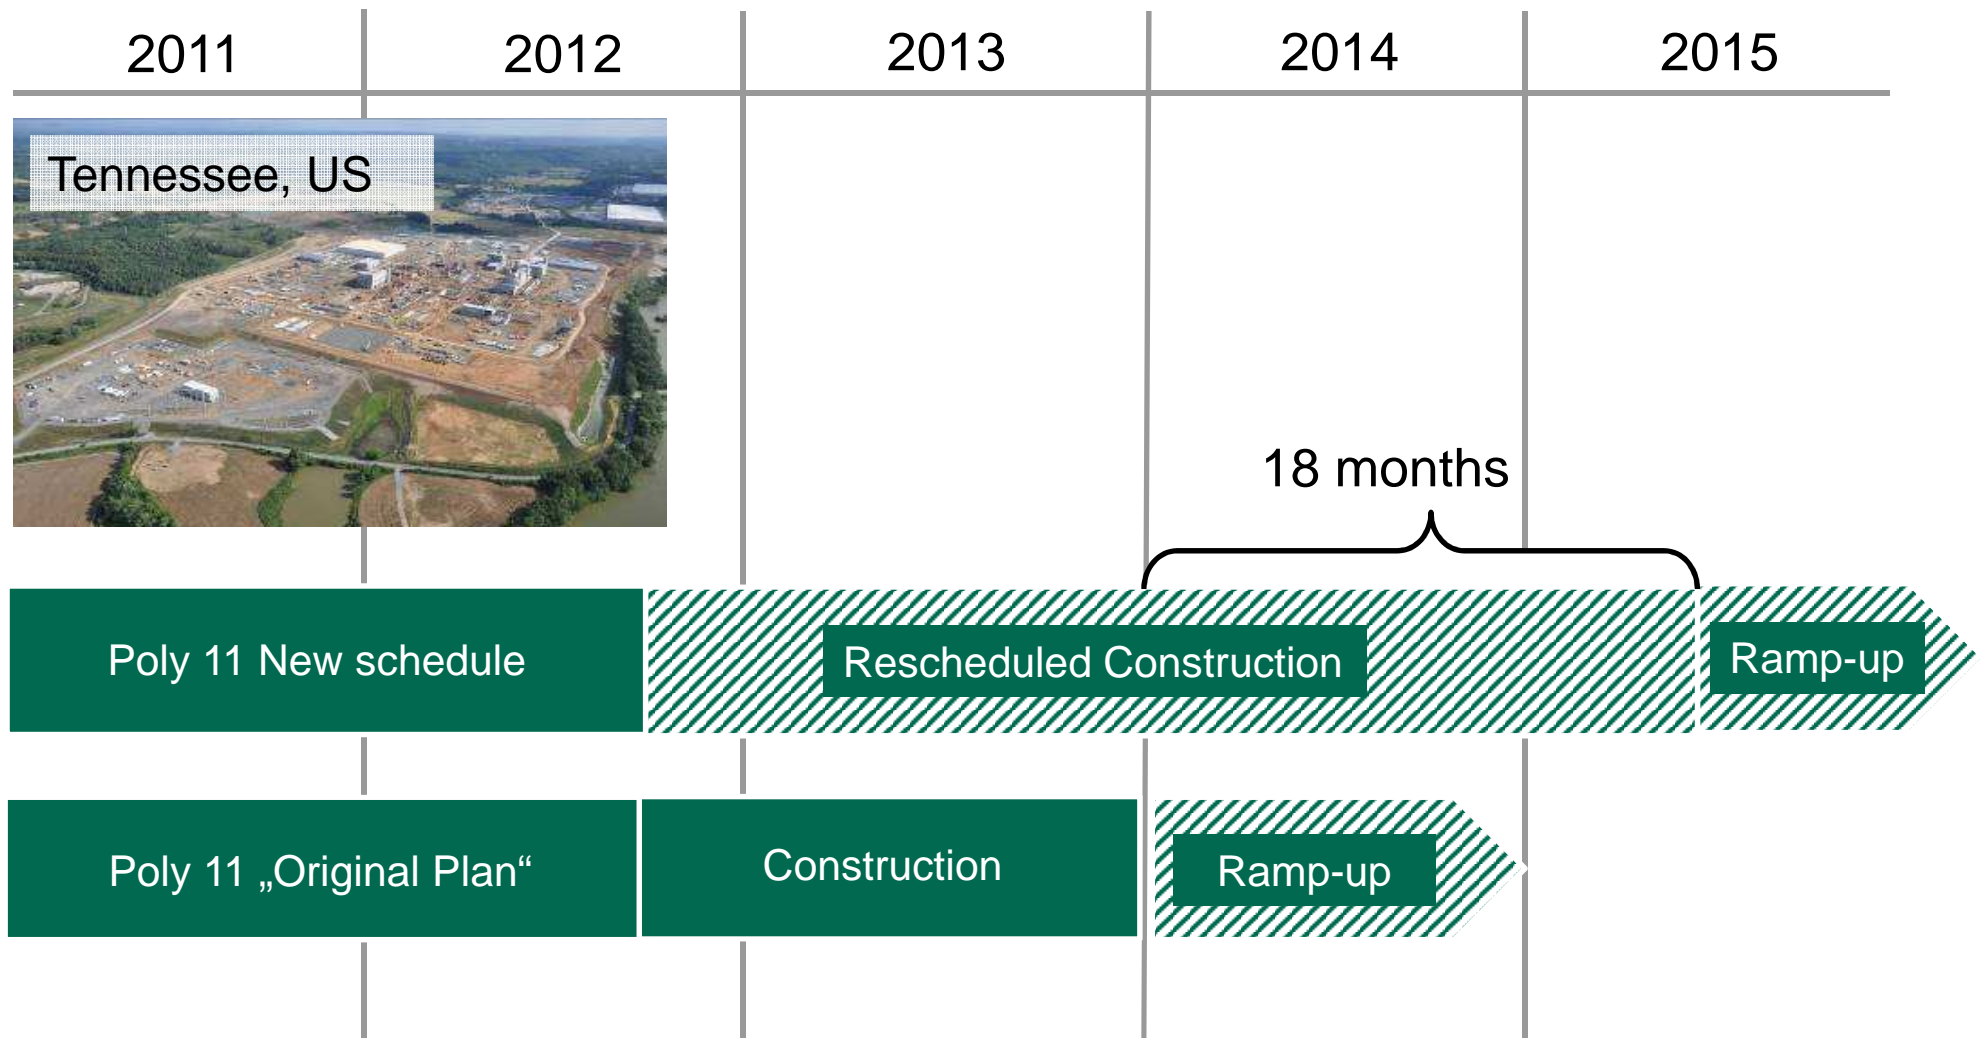 2011 2012 2013 2014 2015
Tennessee, US
18 months
Poly 11 New schedule
Rescheduled Construction
Ramp-up
Poly 11 „Original Plan“
Construction
Ramp-up